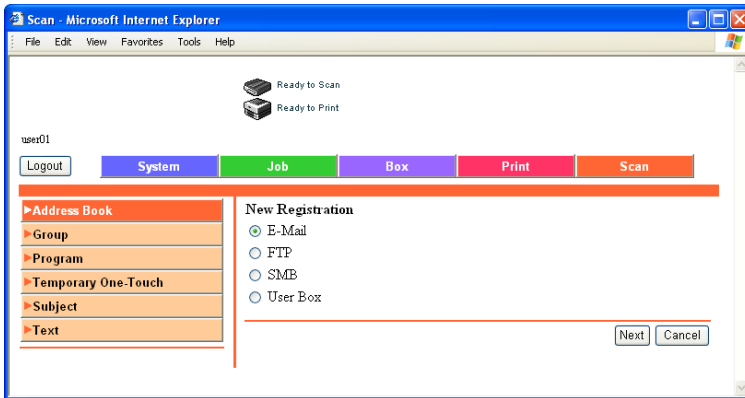 Scan - Microsoft Internet Explorer
File Edit View Favorites Tools Help
Ready to Scan
Ready to Print
user01
Logout System Job Box Print Scan
Address Book
Group
Program
Temporary One-Touch
Subject
Text
New Registration
E-Mail
FTP
SMB
User Box
Next Cancel